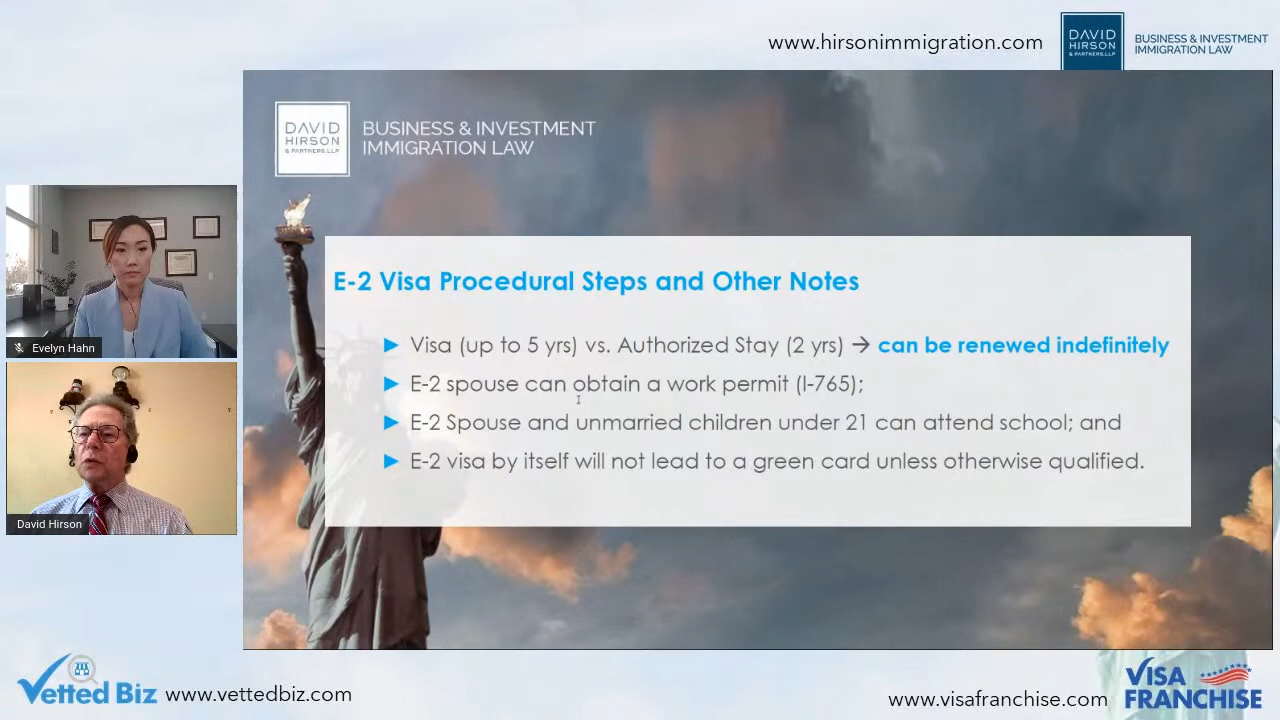 www.hirsonimmigration.com
DAVID
HIRSON
& PARTNERS, LLP
BUSINESS & INVESTMENT
IMMIGRATION LAW
DAVID
HIRSON
& PARTNERS, LLP
BUSINESS & INVESTMENT
IMMIGRATION LAW
Evelyn Hahn
David Hirson
E-2 Visa Procedural Steps and Other Notes
► Visa (up to 5 yrs) vs. Authorized Stay (2 yrs) → can be renewed indefinitely
► E-2 spouse can obtain a work permit (I-765);
► E-2 Spouse and unmarried children under 21 can attend school; and
► E-2 visa by itself will not lead to a green card unless otherwise qualified.
Vetted Biz
www.vettedbiz.com
www.visafranchise.com
VISA
FRANCHISE